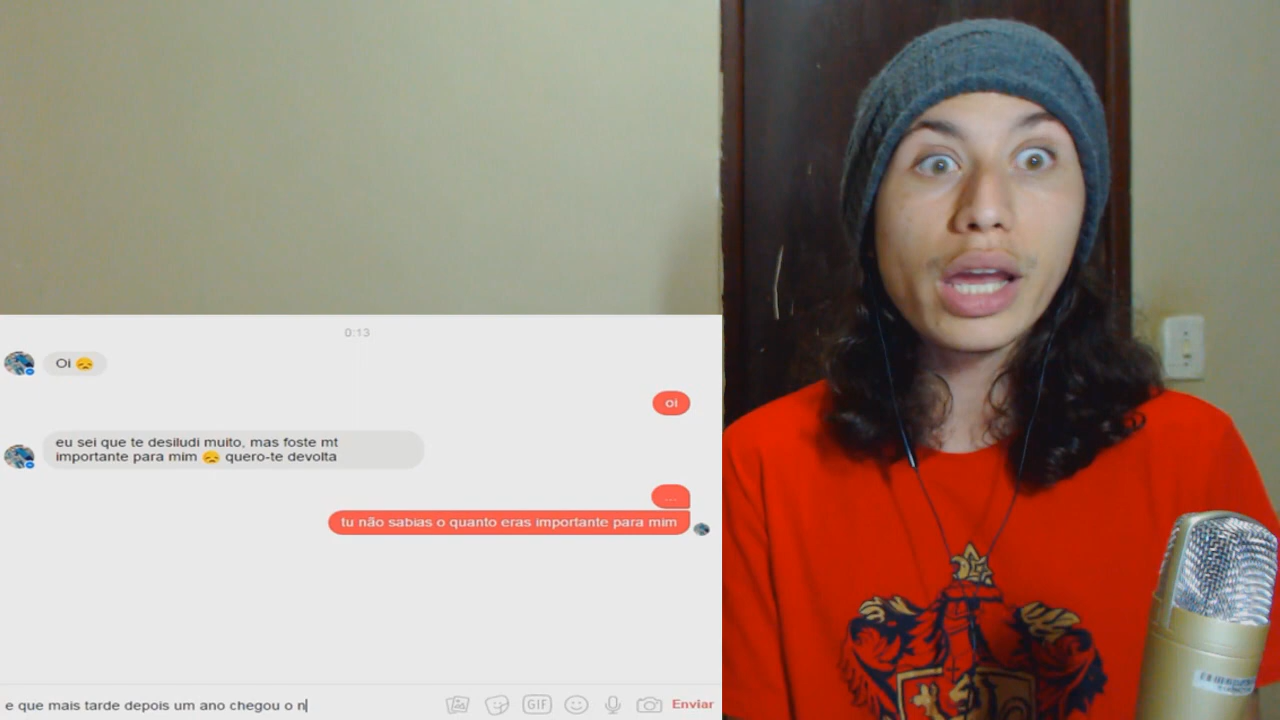 0:13
Oi 😞
oi
eu sei que te desiludi muito, mas foste mt
importante para mim 😞 quero-te devolta
...
tu não sabias o quanto eras importante para mim
e que mais tarde depois um ano chegou o n
GIF
Enviar